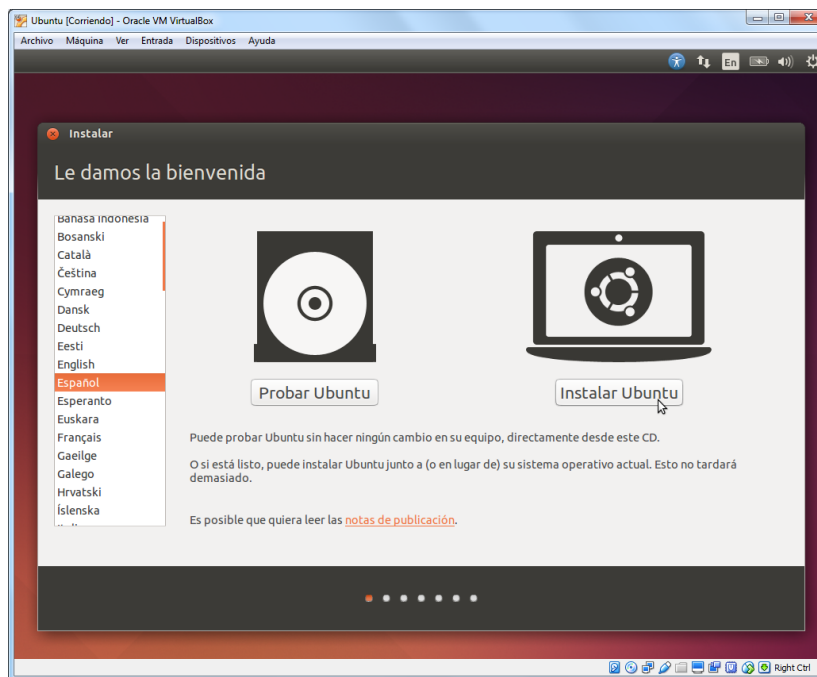 Ubuntu [Corriendo] - Oracle VM VirtualBox
Archivo Máquina Ver Entrada Dispositivos Ayuda
En
Instalar
Le damos la bienvenida
Bahasa Indonesia
Bosanski
Català
Čeština
Cymraeg
Dansk
Deutsch
Eesti
English
Español
Esperanto
Euskara
Français
Gaeilge
Galego
Hrvatski
Íslenska
Probar Ubuntu
Instalar Ubuntu
Puede probar Ubuntu sin hacer ningún cambio en su equipo, directamente desde este CD.
O si está listo, puede instalar Ubuntu junto a (o en lugar de) su sistema operativo actual. Esto no tardará
demasiado.
Es posible que quiera leer las notas de publicación.
Right Ctrl